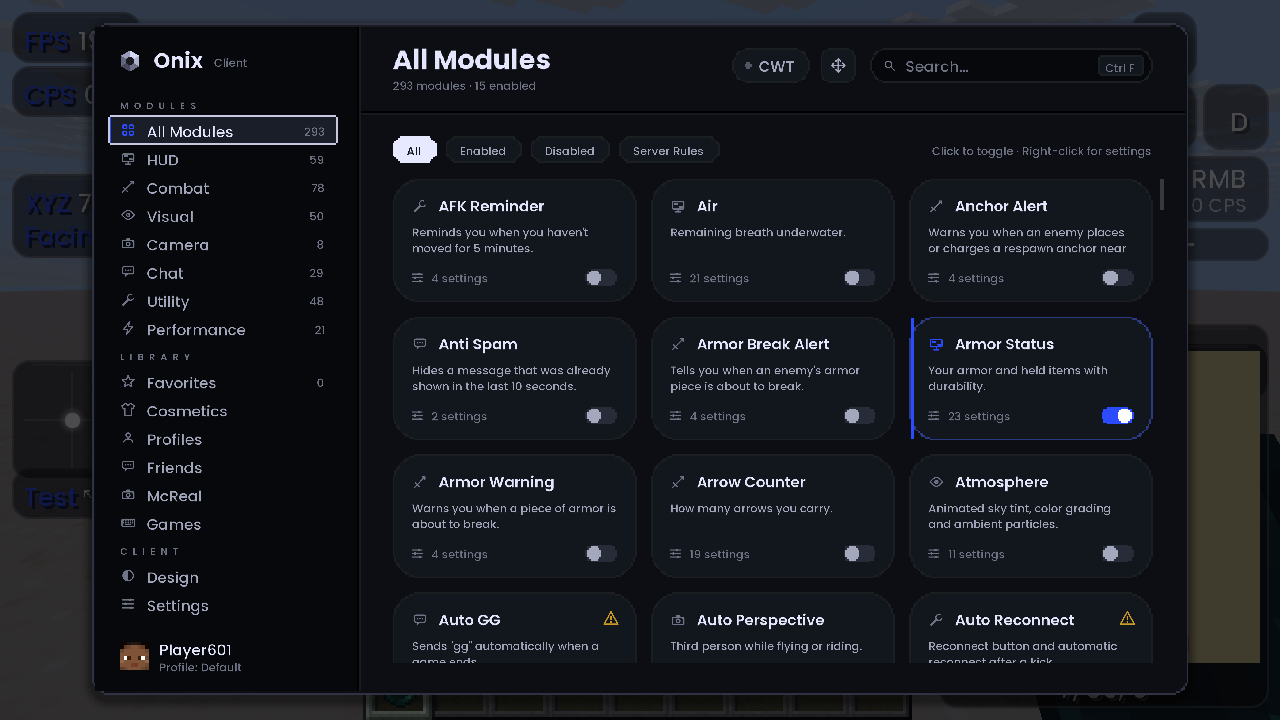 FPS 19
CPS 0
XYZ 7
Facin
Test
Onix Client
MODULES
All Modules 293
HUD 59
Combat 78
Visual 50
Camera 8
Chat 29
Utility 48
Performance 21
LIBRARY
Favorites 0
Cosmetics
Profiles
Friends
McReal
Games
CLIENT
Design
Settings
Player601
Profile: Default
All Modules
293 modules · 15 enabled
CWT
Search...
Ctrl F
All
Enabled
Disabled
Server Rules
Click to toggle · Right-click for settings
AFK Reminder
Reminds you when you haven't
moved for 5 minutes.
4 settings
Air
Remaining breath underwater.
21 settings
Anchor Alert
Warns you when an enemy places
or charges a respawn anchor near
4 settings
Anti Spam
Hides a message that was already
shown in the last 10 seconds.
2 settings
Armor Break Alert
Tells you when an enemy's armor
piece is about to break.
4 settings
Armor Status
Your armor and held items with
durability.
23 settings
Armor Warning
Warns you when a piece of armor is
about to break.
4 settings
Arrow Counter
How many arrows you carry.
19 settings
Atmosphere
Animated sky tint, color grading
and ambient particles.
11 settings
Auto GG
Sends 'gg' automatically when a
game ends.
Auto Perspective
Third person while flying or riding.
Auto Reconnect
Reconnect button and automatic
reconnect after a kick.
D
RMB
0 CPS